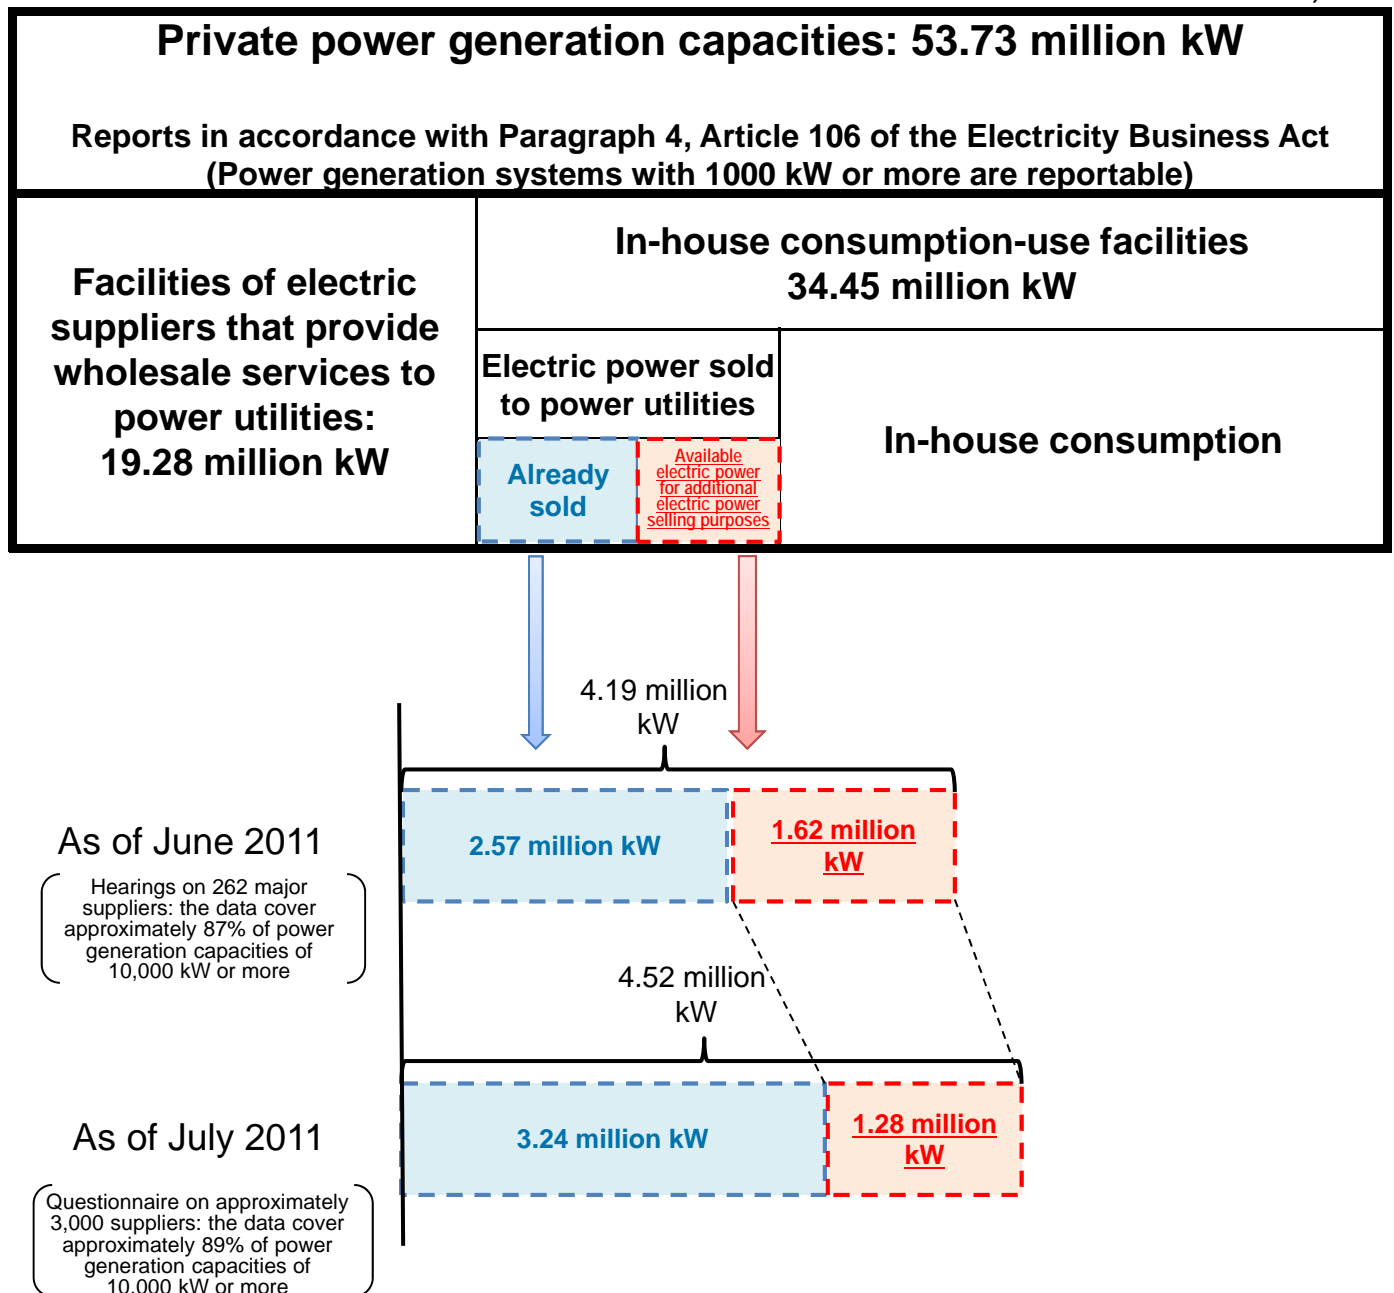 Private power generation capacities: 53.73 million kW
Reports in accordance with Paragraph 4, Article 106 of the Electricity Business Act
(Power generation systems with 1000 kW or more are reportable)
Facilities of electric
suppliers that provide
wholesale services to
power utilities:
19.28 million kW
In-house consumption-use facilities
34.45 million kW
Electric power sold
to power utilities
Already
sold
Available
electric power
for additional
electric power
selling purposes
In-house consumption
4.19 million
kW
As of June 2011
Hearings on 262 major
suppliers: the data cover
approximately 87% of power
generation capacities of
10,000 kW or more
2.57 million kW
1.62 million
kW
4.52 million
kW
As of July 2011
Questionnaire on approximately
3,000 suppliers: the data cover
approximately 89% of power
generation capacities of
10,000 kW or more
3.24 million kW
1.28 million
kW